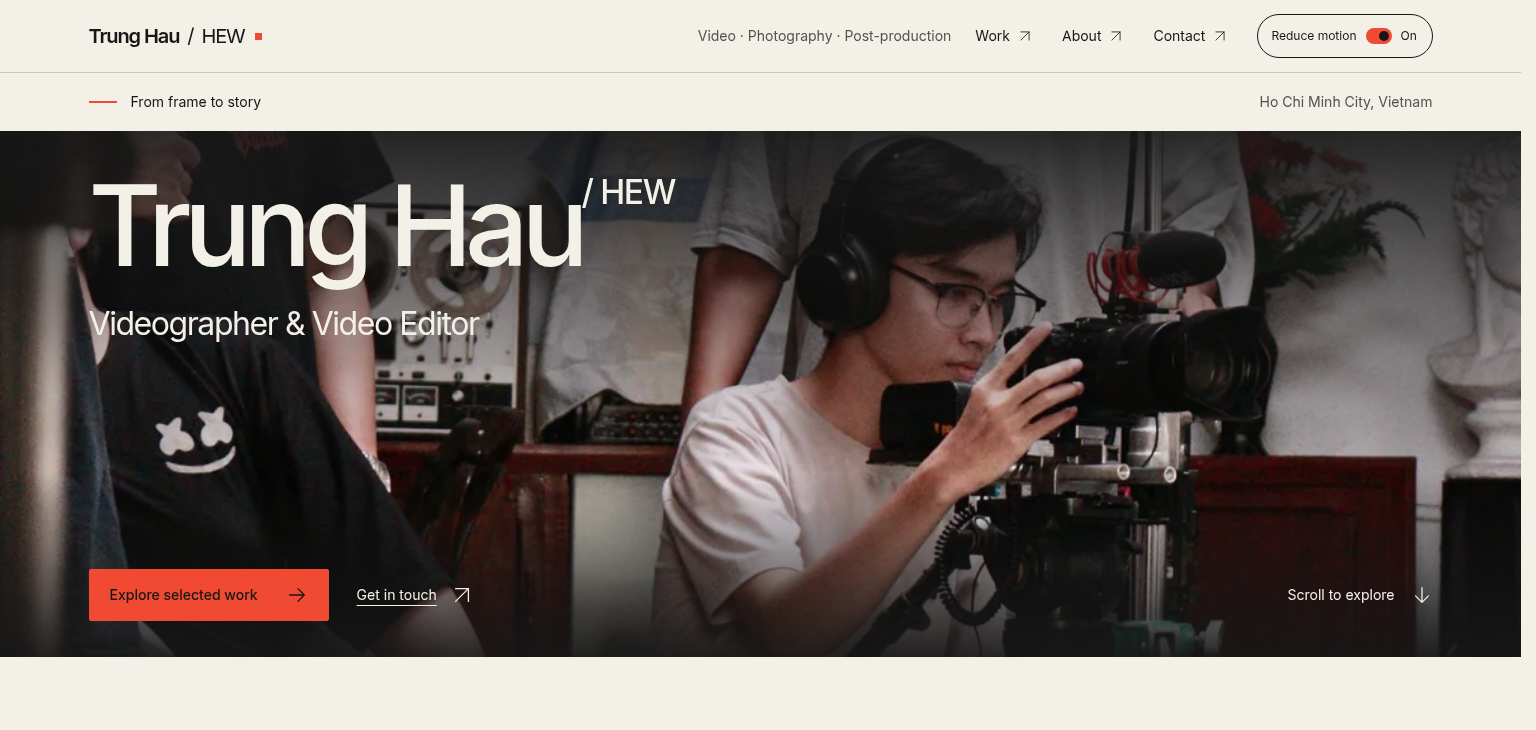 Trung Hau / HEW
Video · Photography · Post-production
Work
About
Contact
Reduce motion On
From frame to story
Ho Chi Minh City, Vietnam
Trung Hau / HEW
Videographer & Video Editor
Explore selected work
Get in touch
Scroll to explore